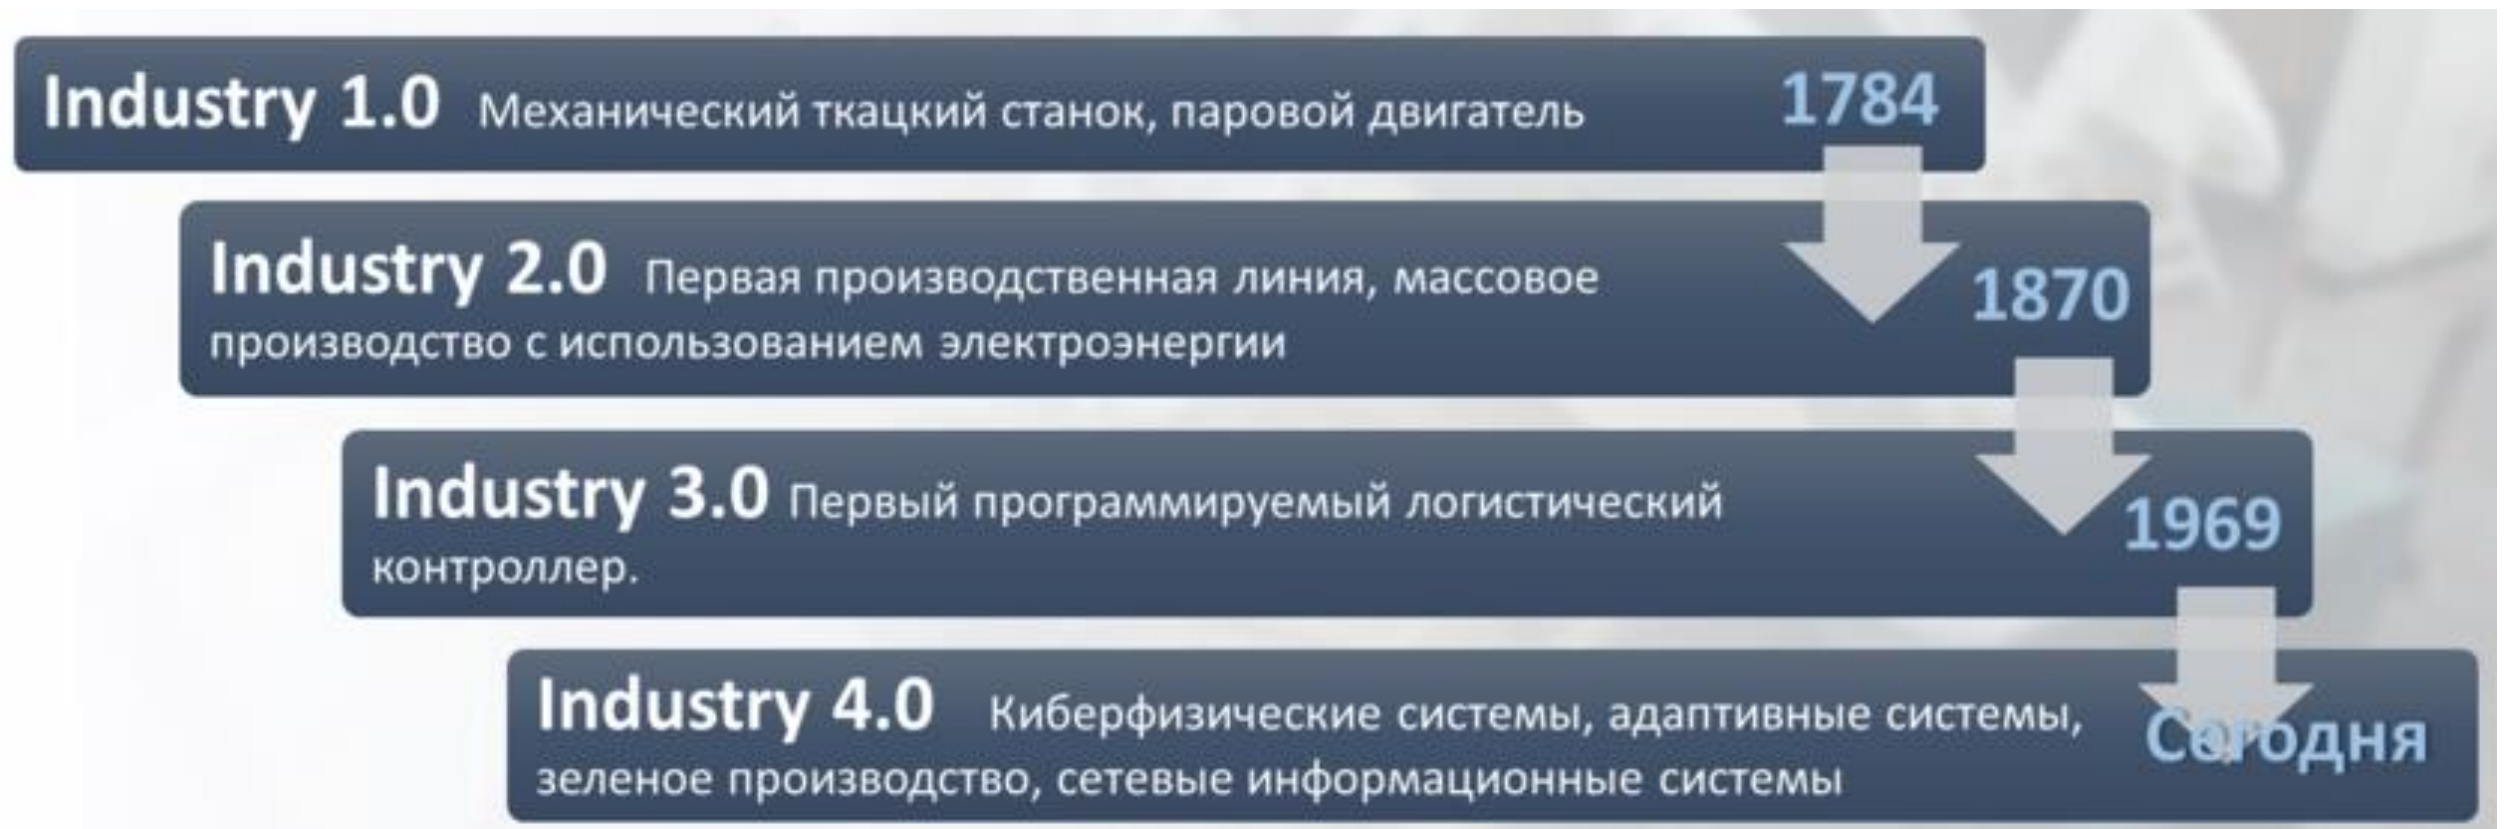 Industry 1.0 Механический ткацкий станок, паровой двигатель 1784
Industry 2.0 Первая производственная линия, массовое
производство с использованием электроэнергии
1870
Industry 3.0 Первый программируемый логистический
контроллер.
1969
Industry 4.0 Киберфизические системы, адаптивные системы,
зеленое производство, сетевые информационные системы
Сегодня